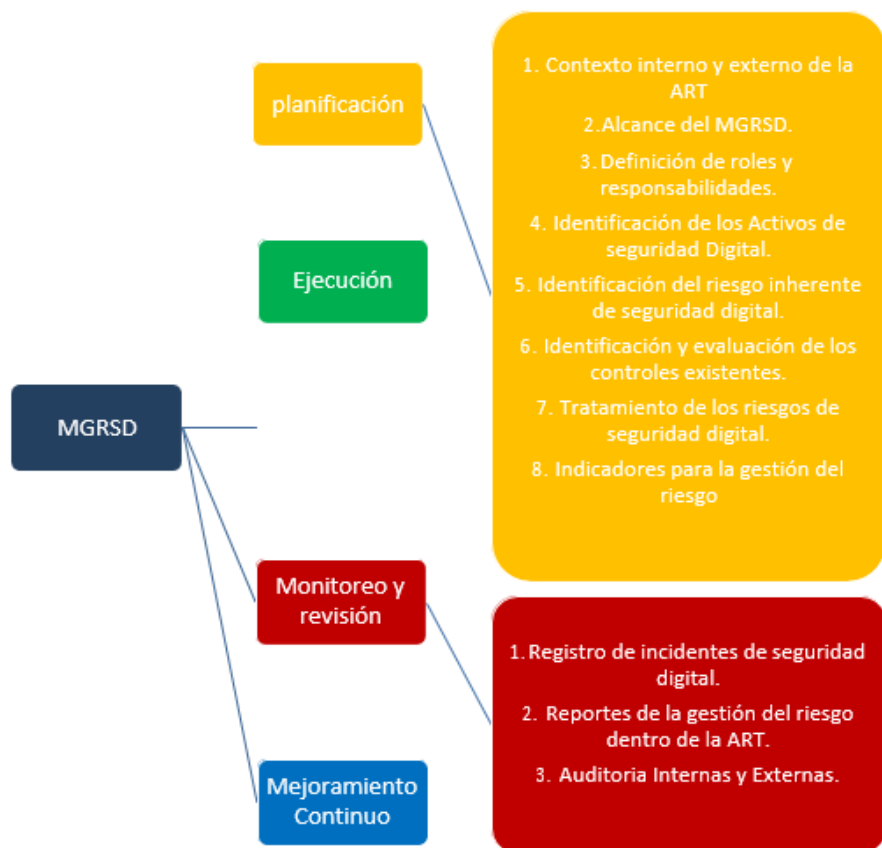 MGRSD
planificación
Ejecución
Monitoreo y
revisión
Mejoramiento
Continuo
1. Contexto interno y externo de la
ART
2. Alcance del MGRSD.
3. Definición de roles y
responsabilidades.
4. Identificación de los Activos de
seguridad Digital.
5. Identificación del riesgo inherente
de seguridad digital.
6. Identificación y evaluación de los
controles existentes.
7. Tratamiento de los riesgos de
seguridad digital.
8. Indicadores para la gestión del
riesgo
1. Registro de incidentes de seguridad
digital.
2. Reportes de la gestión del riesgo
dentro de la ART.
3. Auditoria Internas y Externas.